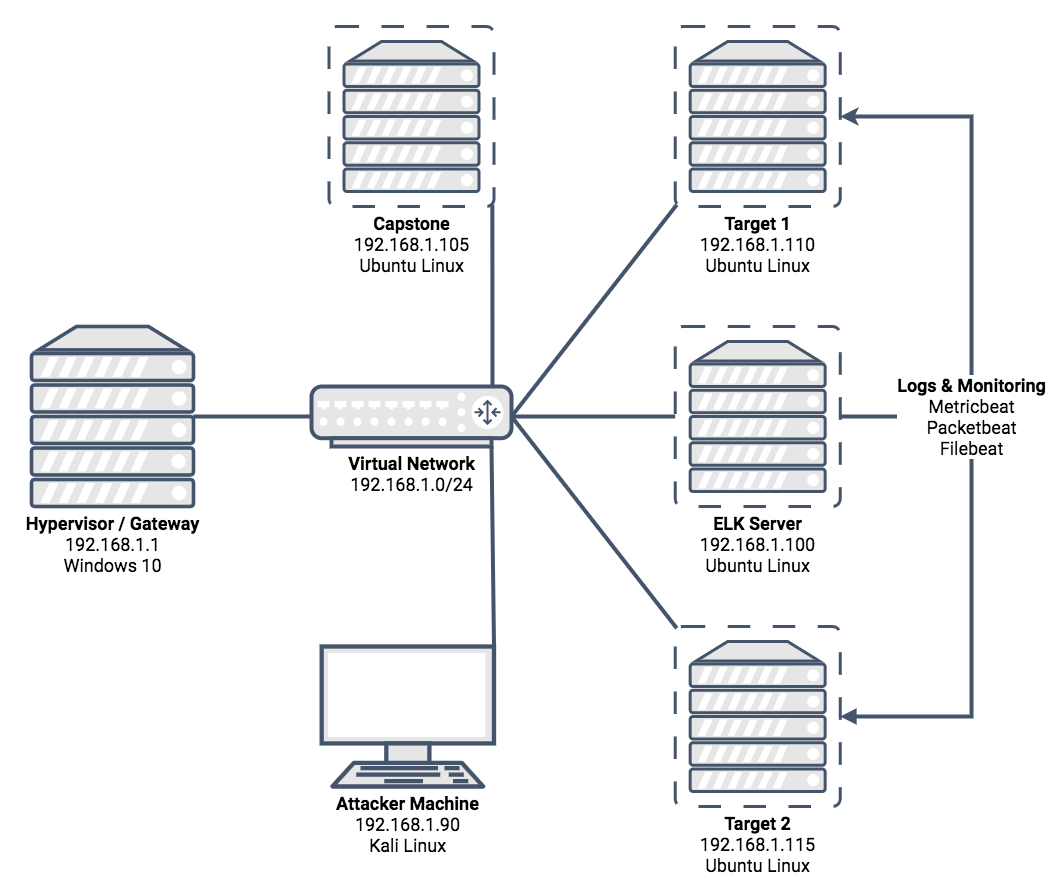 Capstone
192.168.1.105
Ubuntu Linux
Target 1
192.168.1.110
Ubuntu Linux
Hypervisor / Gateway
192.168.1.1
Windows 10
Virtual Network
192.168.1.0/24
ELK Server
192.168.1.100
Ubuntu Linux
Logs & Monitoring
Metricbeat
Packetbeat
Filebeat
Attacker Machine
192.168.1.90
Kali Linux
Target 2
192.168.1.115
Ubuntu Linux